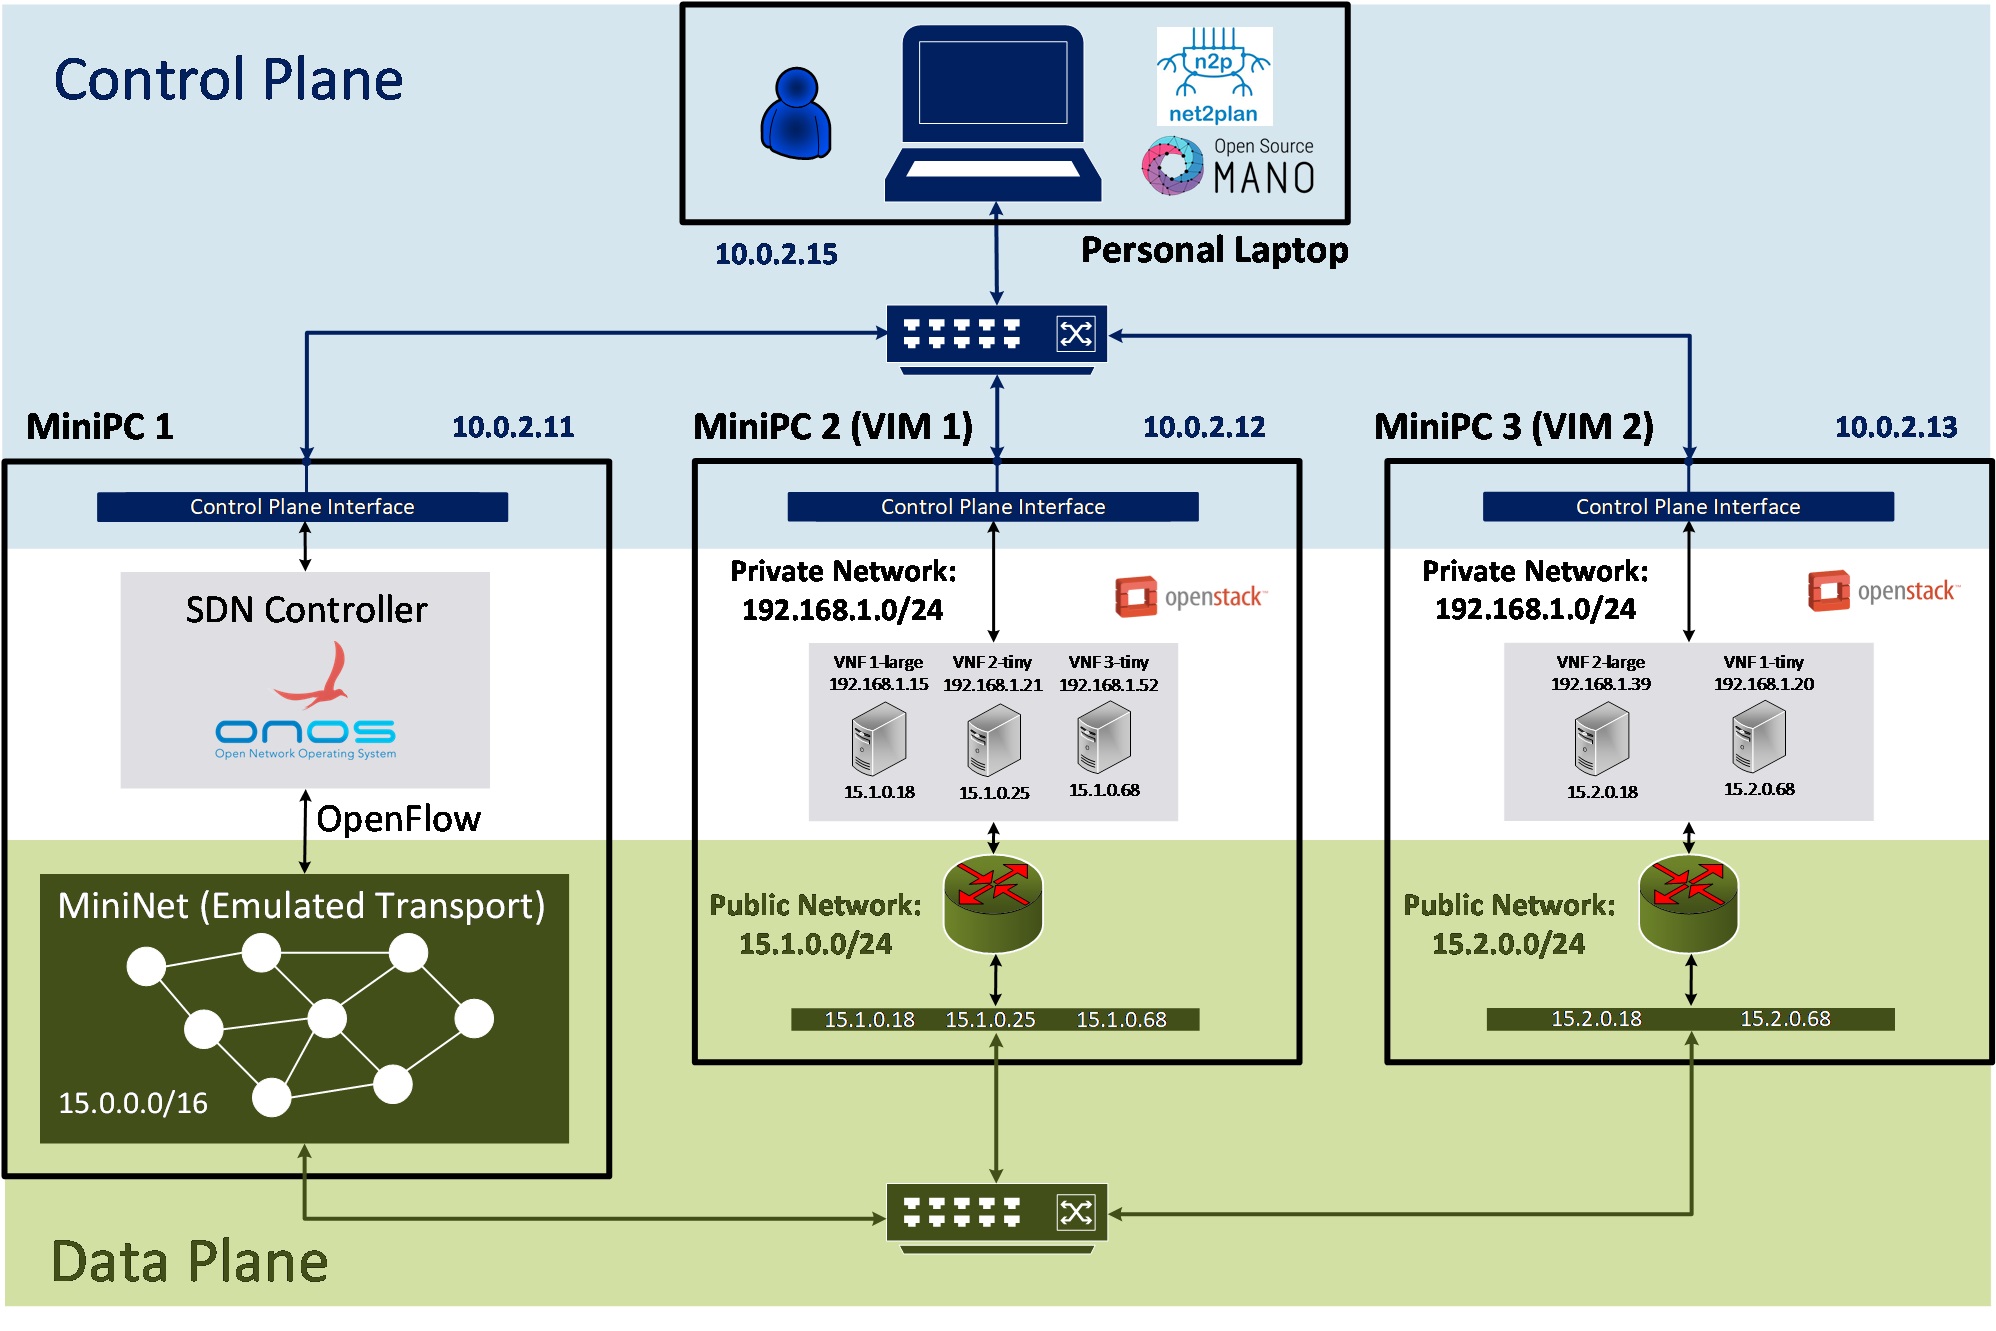 Control Plane
n2p
net2plan
Open Source
MANO
10.0.2.15
Personal Laptop
MiniPC 1
10.0.2.11
MiniPC 2 (VIM 1)
10.0.2.12
MiniPC 3 (VIM 2)
10.0.2.13
Control Plane Interface
Control Plane Interface
Control Plane Interface
SDN Controller
onos
Open Network Operating System
OpenFlow
MiniNet (Emulated Transport)
15.0.0.0/16
Private Network:
192.168.1.0/24
openstack™
VNF 1-large
192.168.1.15
15.1.0.18
VNF 2-tiny
192.168.1.21
15.1.0.25
VNF 3-tiny
192.168.1.52
15.1.0.68
Public Network:
15.1.0.0/24
15.1.0.18 15.1.0.25 15.1.0.68
Private Network:
192.168.1.0/24
openstack™
VNF 2-large
192.168.1.39
15.2.0.18
VNF 1-tiny
192.168.1.20
15.2.0.68
Public Network:
15.2.0.0/24
15.2.0.18 15.2.0.68
Data Plane